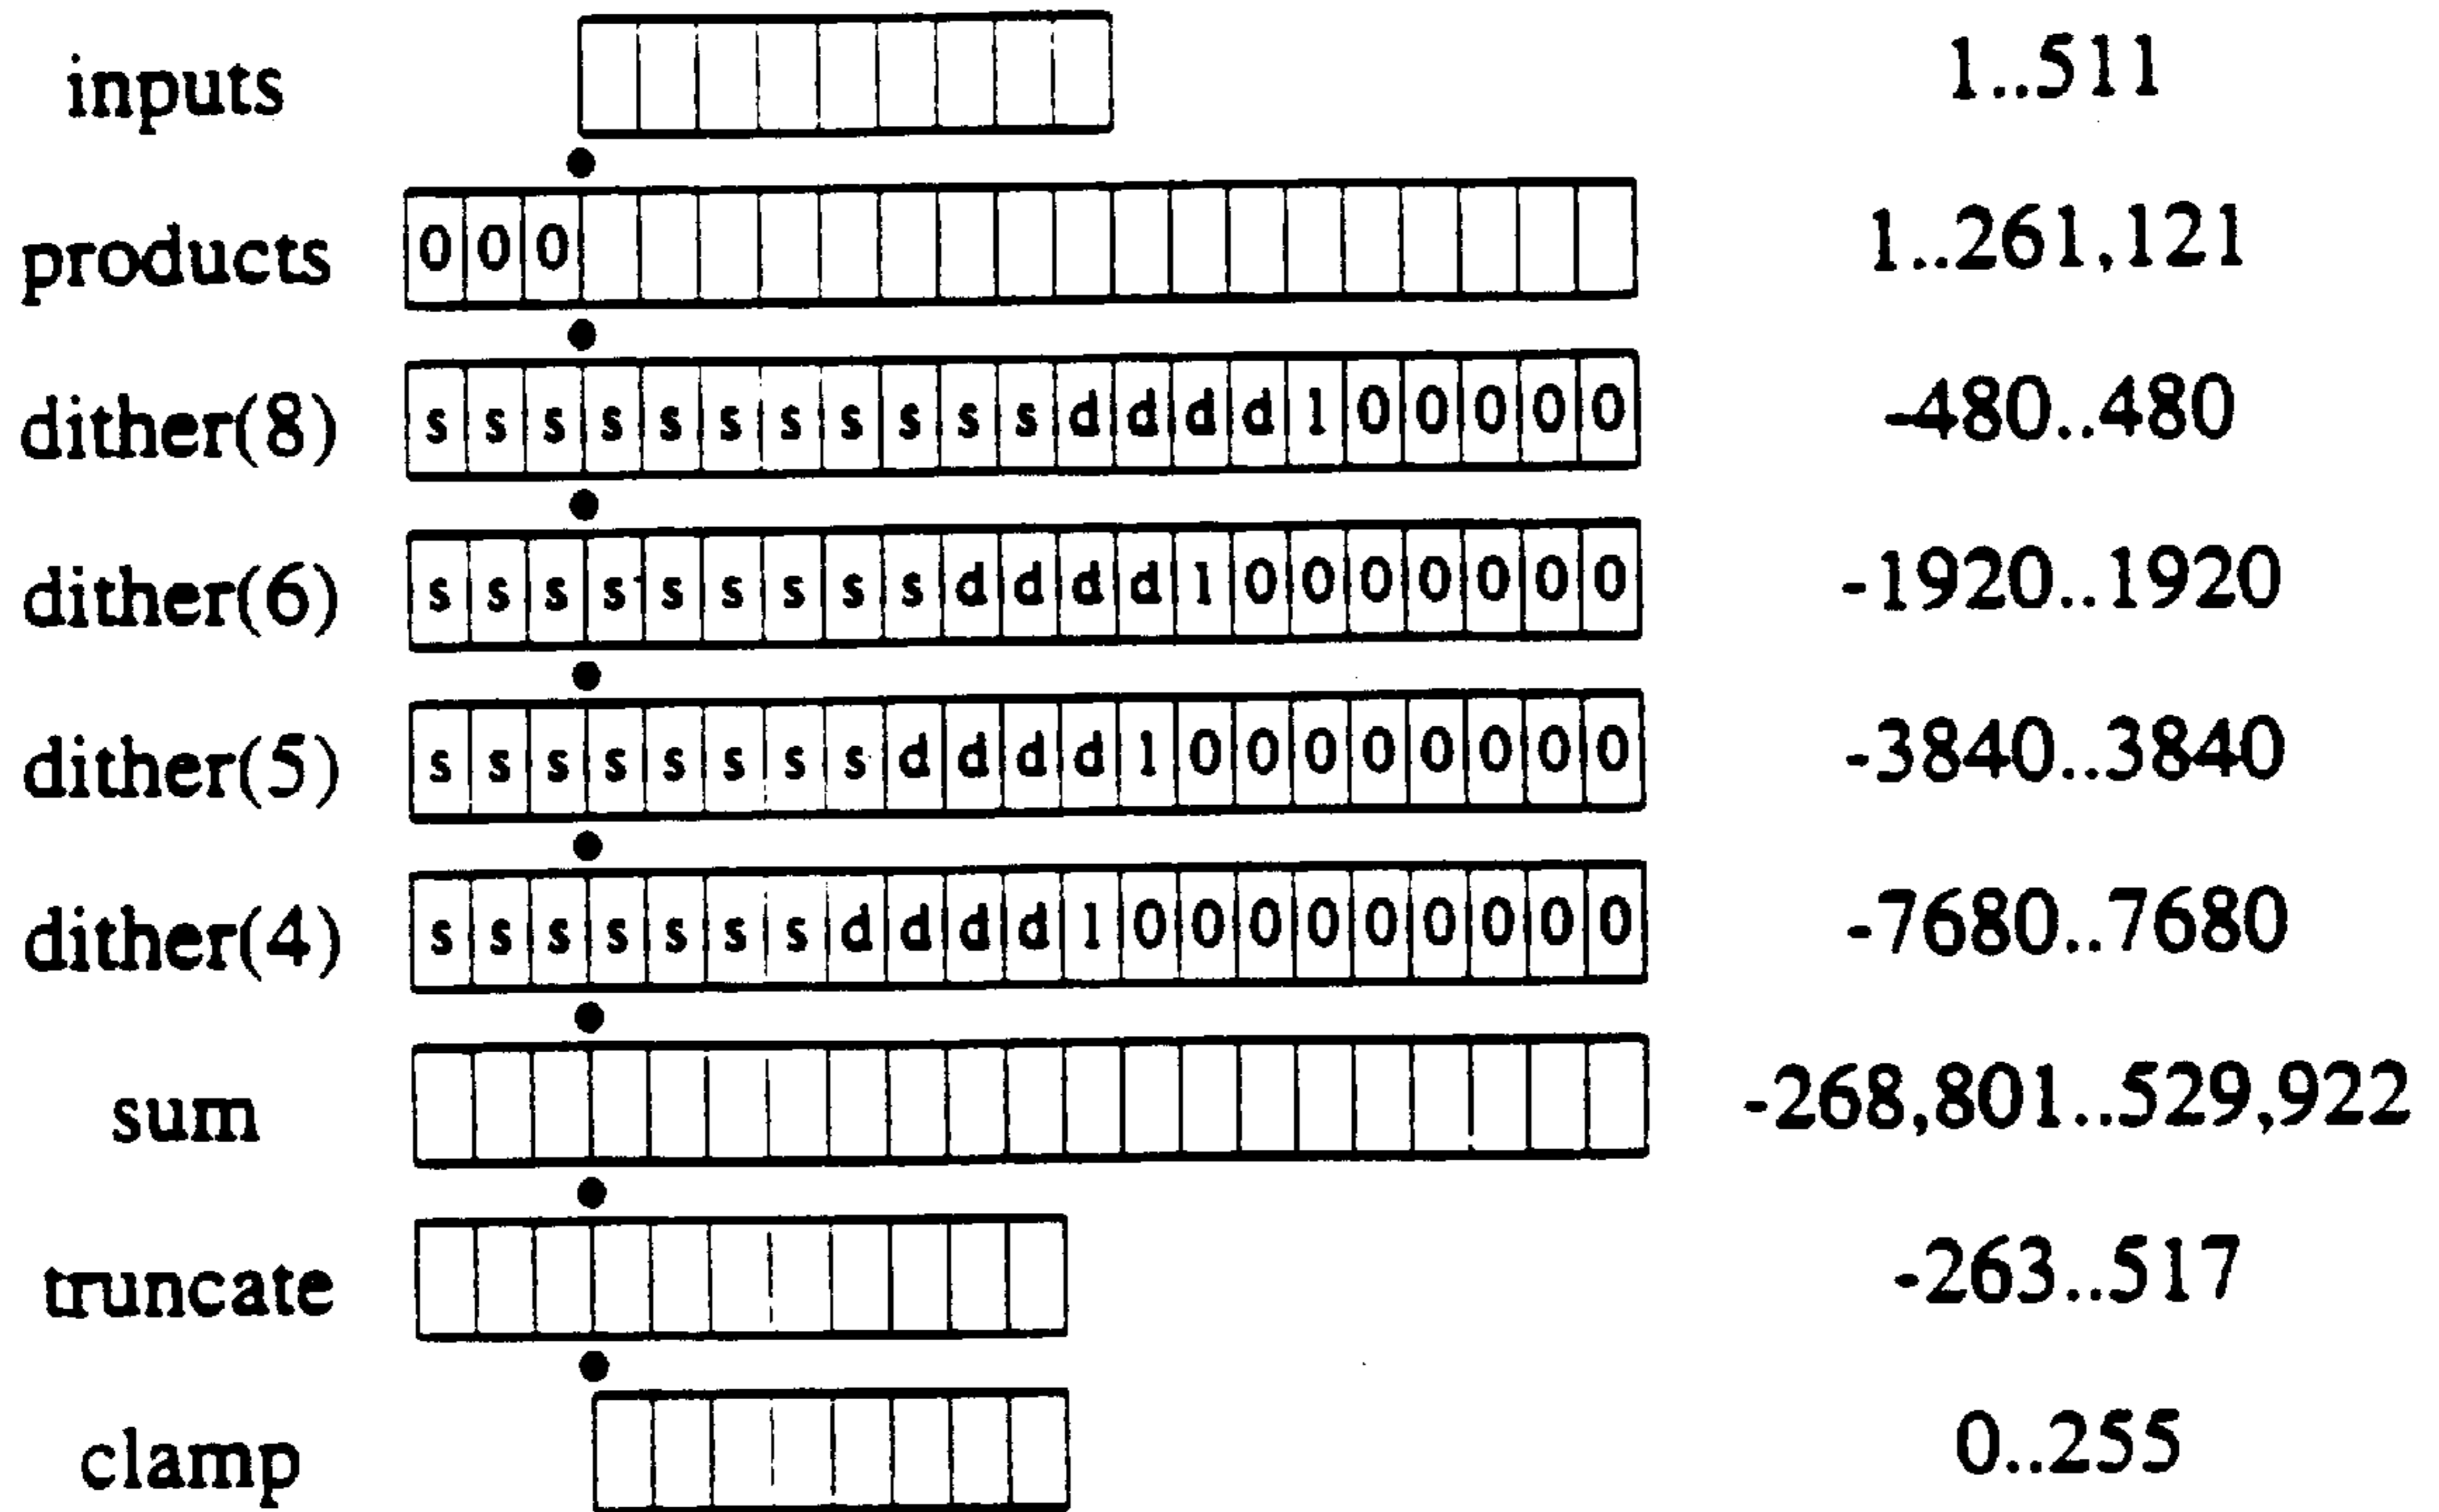 inputs 1..511
products 0 0 0 1..261,121
dither(8) s s s s s s s s s s s d d d d 1 0 0 0 0 0 -480..480
dither(6) s s s s s s s s s d d d d 1 0 0 0 0 0 0 0 -1920..1920
dither(5) s s s s s s s s d d d d 1 0 0 0 0 0 0 0 0 -3840..3840
dither(4) s s s s s s s d d d d 1 0 0 0 0 0 0 0 0 0 -7680..7680
sum -268,801..529,922
truncate -263..517
clamp 0..255